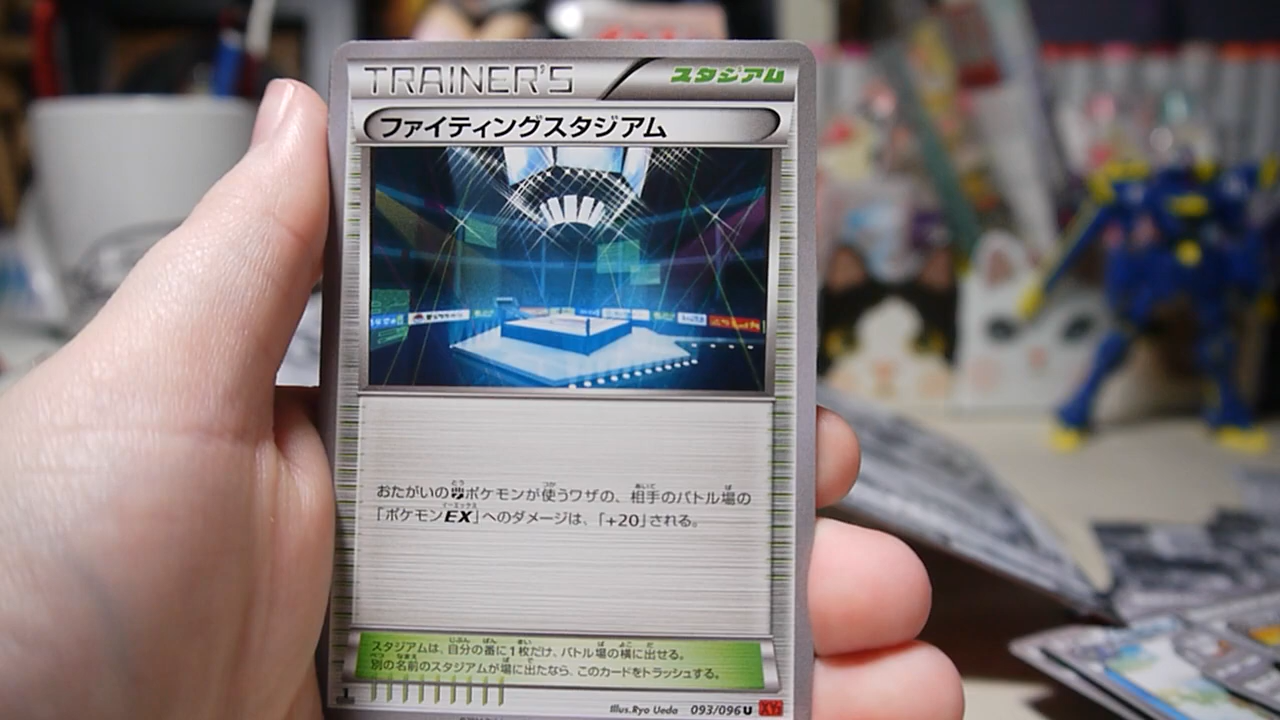 TRAINER'S
スタジアム
ファイティングスタジアム
おたがいの闘ポケモンが使うワザの、相手のバトル場の
「ポケモンEX」へのダメージは、「+20」される。
スタジアムは、自分の番に1枚だけ、バトル場の横に出せる。
別の名前のスタジアムが場に出たなら、このカードをトラッシュする。
Illus.Ryo Ueda 093/096 U XY3